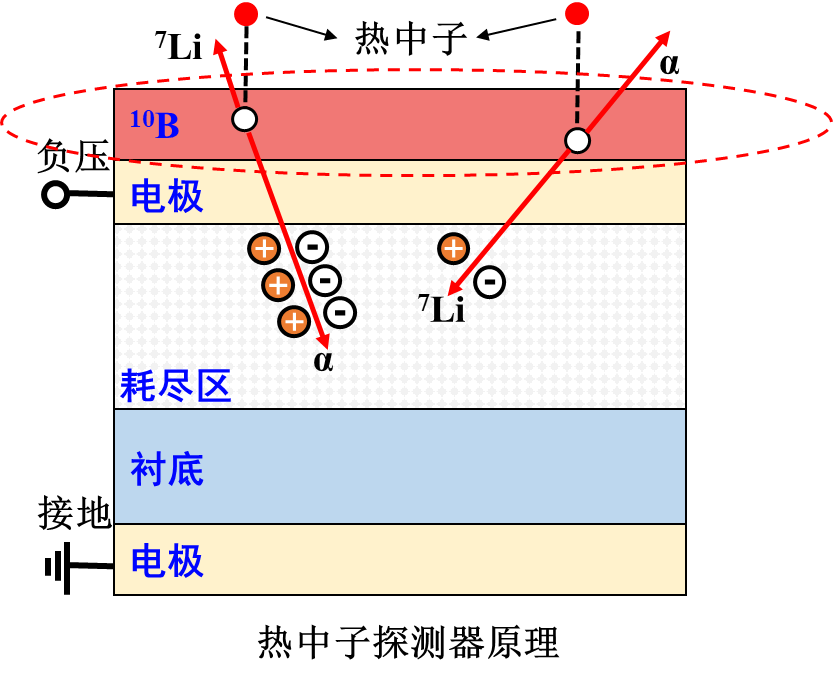 热中子
⁷Li
α
¹⁰B
负压
电极
+
-
+
-
+
-
+
-
⁷Li
α
耗尽区
衬底
接地
电极
热中子探测器原理